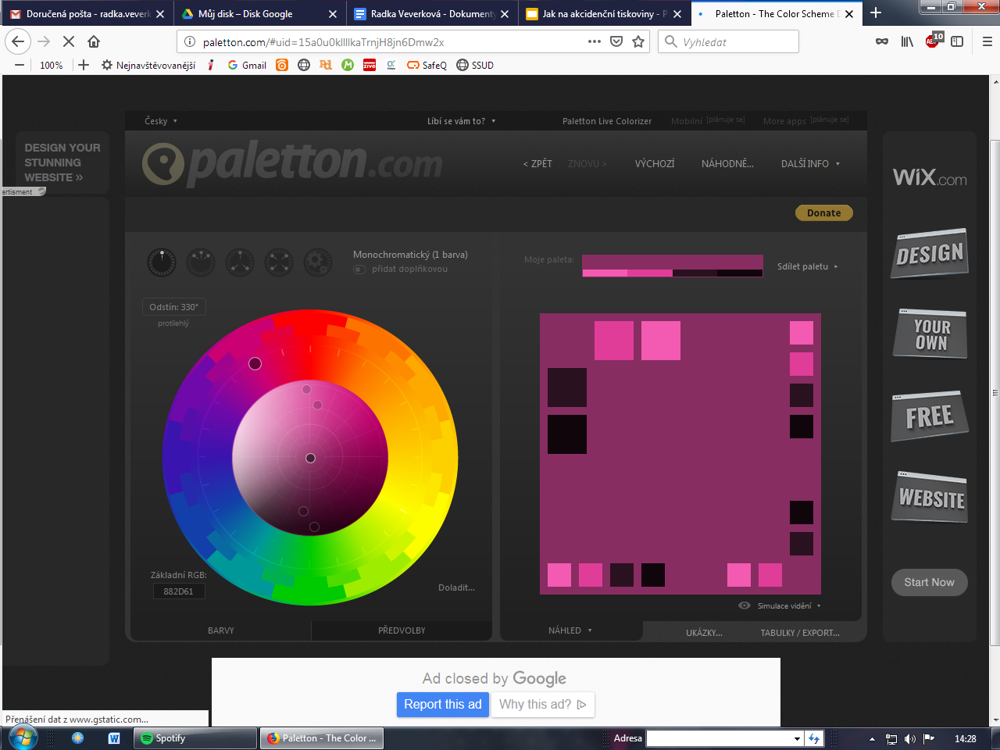 Doručená pošta - radka.veverk
Můj disk – Disk Google
Radka Veverková - Dokumenty
Jak na akcidenční tiskoviny - P
Paletton - The Color Scheme D
paletton.com/#uid=15a0u0kllllkaTrnjH8jn6Dmw2x
Vyhledat
10
100%
Nejnavštěvovanější
Gmail
SafeQ
SSUD
Česky
Líbí se vám to?
Paletton Live Colorizer
Mobilní [plánuje se]
More apps [plánuje se]
DESIGN YOUR
STUNNING
WEBSITE »
ertisment
paletton.com
< ZPĚT
ZNOVU >
VÝCHOZÍ
NÁHODNĚ...
DALŠÍ INFO
WiX.com
Donate
Monochromatický (1 barva)
přidat doplňkovou
Moje paleta:
Sdílet paletu
Odstín: 330°
protilehlý
DESIGN
YOUR
OWN
FREE
WEBSITE
Start Now
Základní RGB:
882D61
Doladit...
Simulace vidění
BARVY
PŘEDVOLBY
NÁHLED
UKÁZKY...
TABULKY / EXPORT...
Ad closed by Google
Report this ad
Why this ad?
Přenášení dat z www.gstatic.com...
Spotify
Paletton - The Color ...
Adresa
14:28